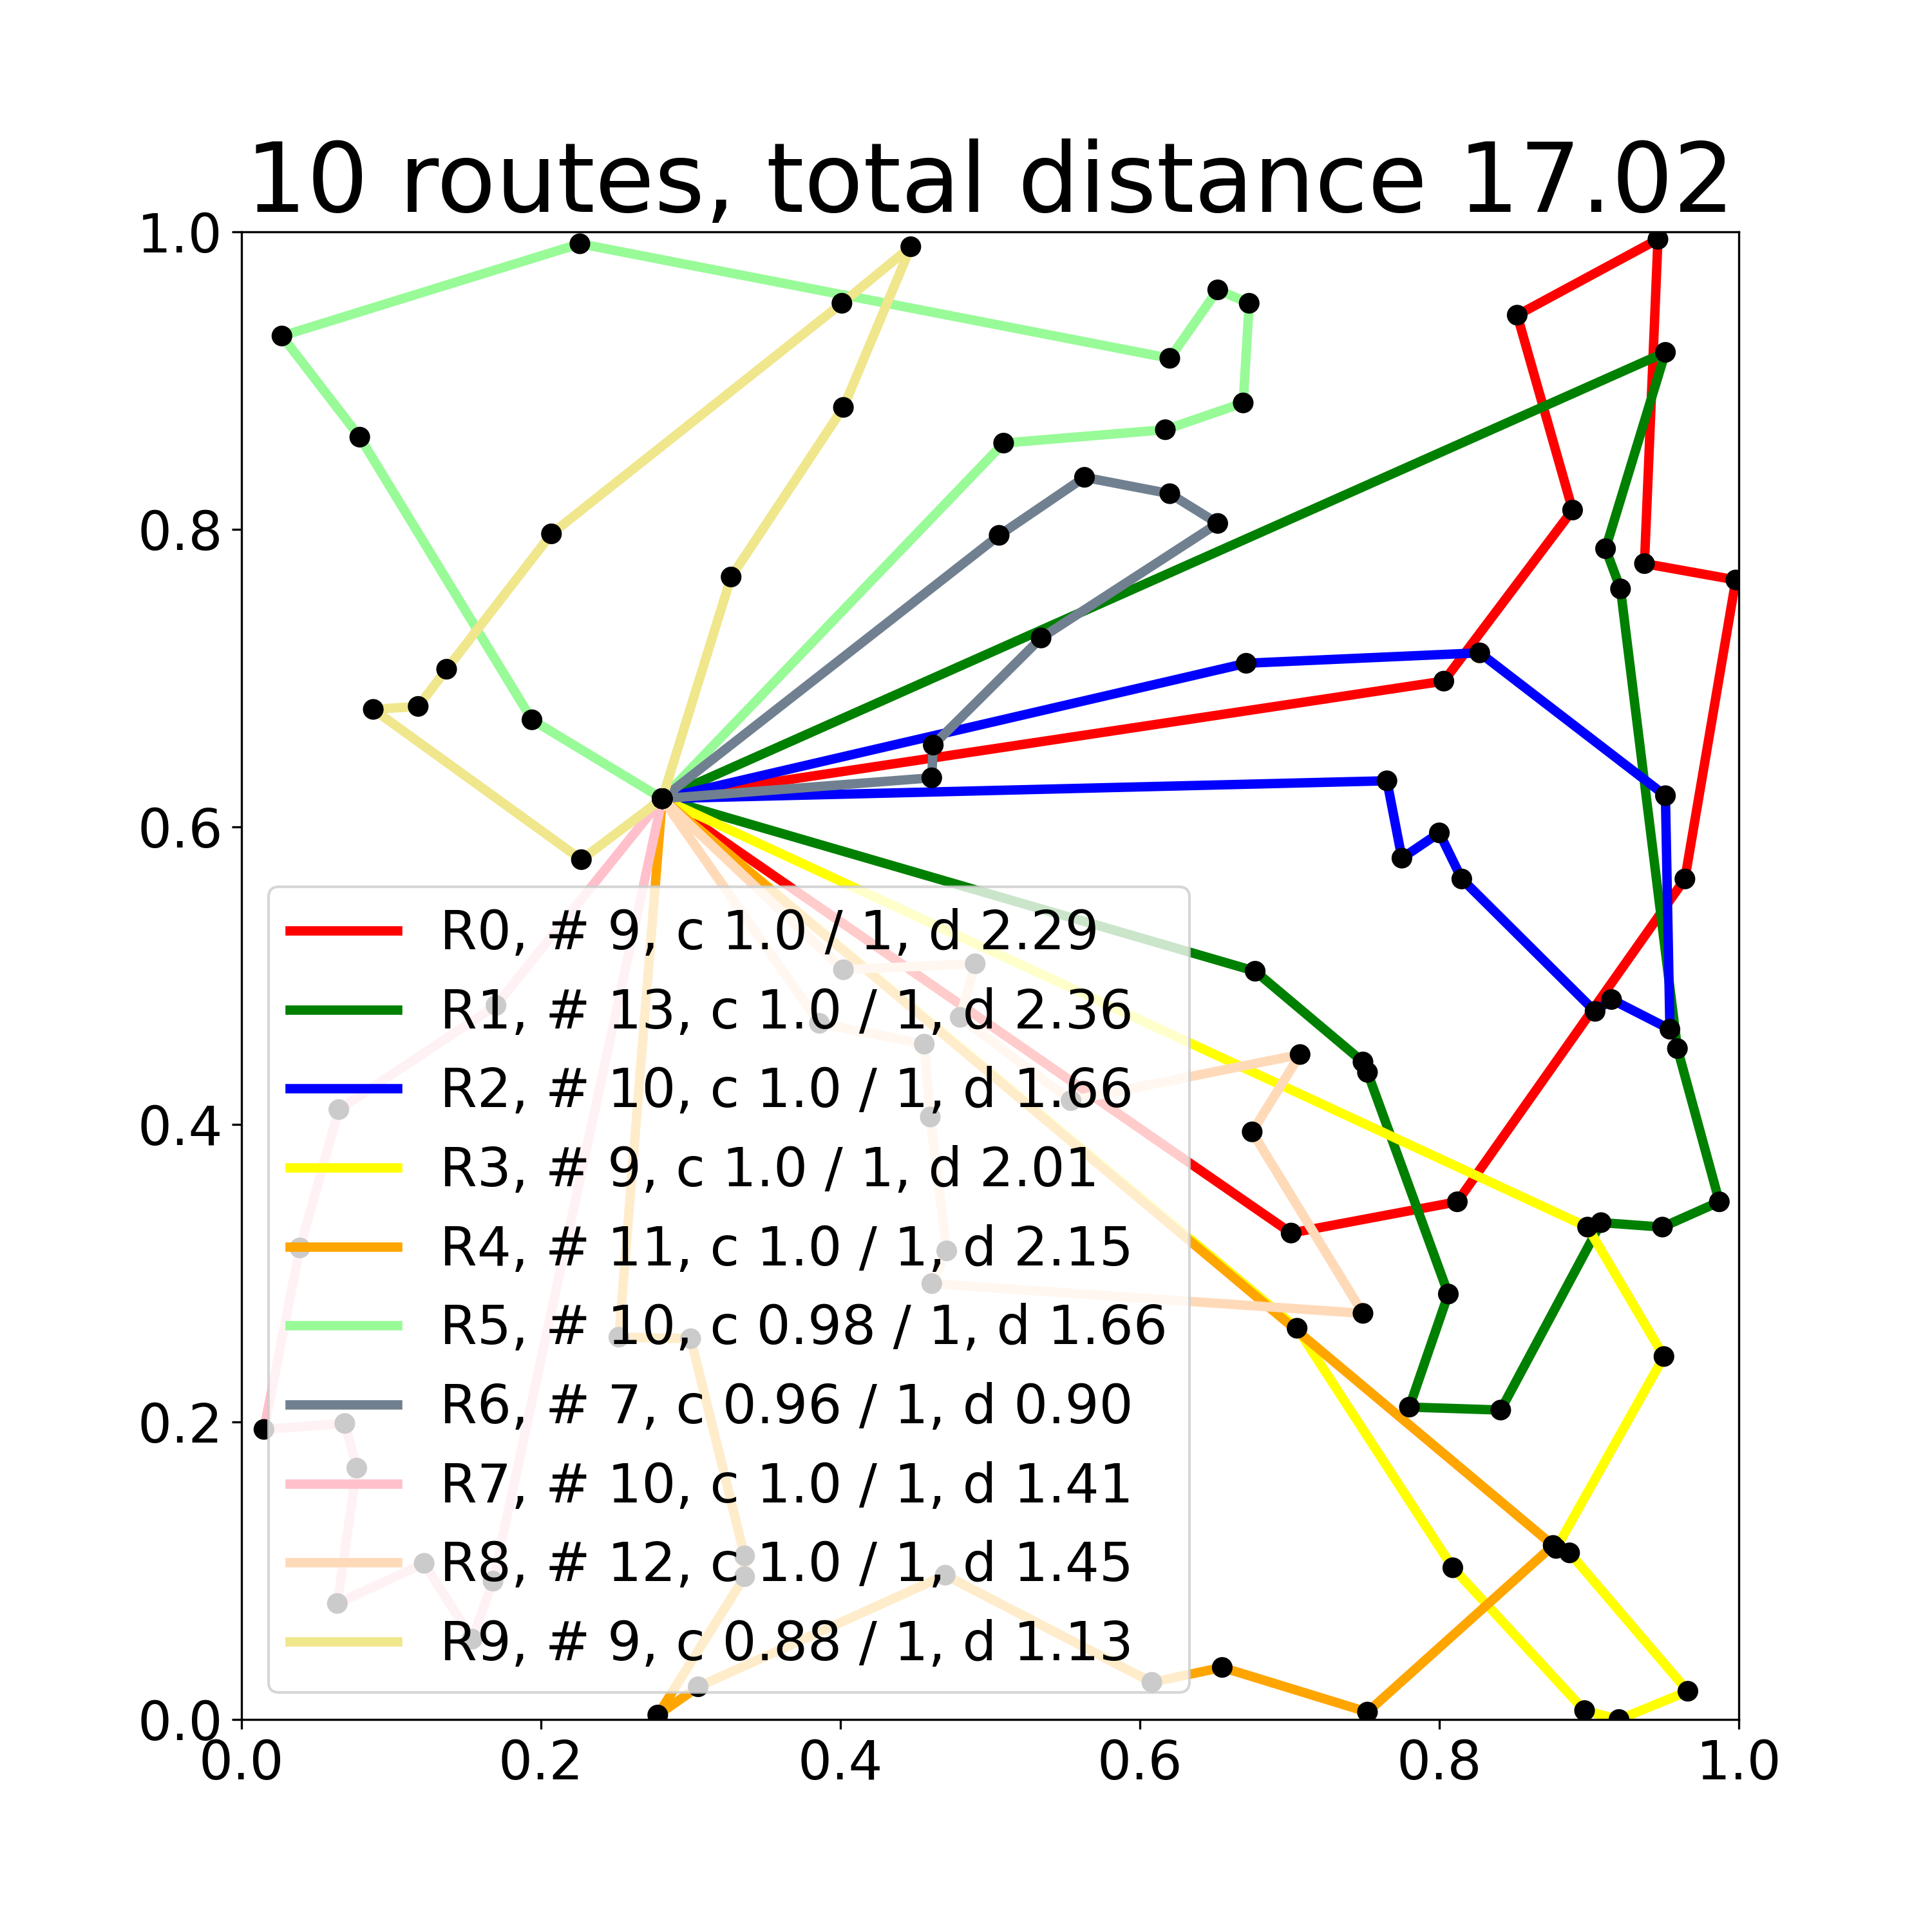 10 routes, total distance 17.02
1.0
0.8
0.6
0.4
0.2
0.0
R0, # 9, c 1.0 / 1, d 2.29
R1, # 13, c 1.0 / 1, d 2.36
R2, # 10, c 1.0 / 1, d 1.66
R3, # 9, c 1.0 / 1, d 2.01
R4, # 11, c 1.0 / 1, d 2.15
R5, # 10, c 0.98 / 1, d 1.66
R6, # 7, c 0.96 / 1, d 0.90
R7, # 10, c 1.0 / 1, d 1.41
R8, # 12, c 1.0 / 1, d 1.45
R9, # 9, c 0.88 / 1, d 1.13
0.0 0.2 0.4 0.6 0.8 1.0